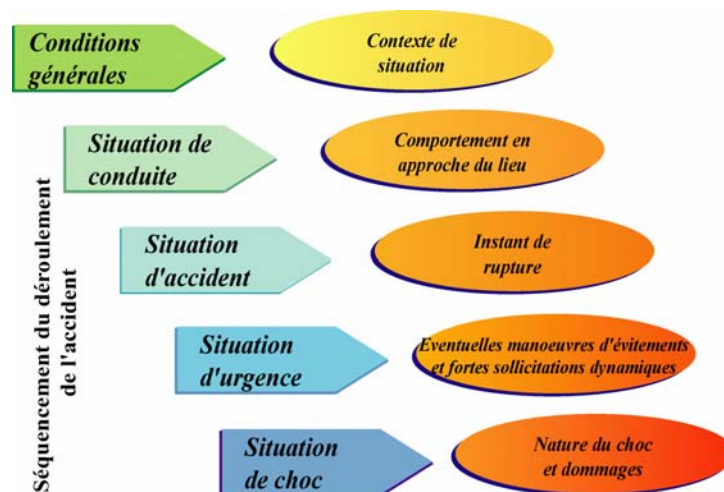 Conditions
générales
Contexte de
situation
Situation de
conduite
Comportement en
approche du lieu
Situation
d'accident
Instant de
rupture
Situation
d'urgence
Eventuelles manoeuvres d'évitements
et fortes sollicitations dynamiques
Situation
de choc
Nature du choc
et dommages
Séquencement du déroulement
de l'accident